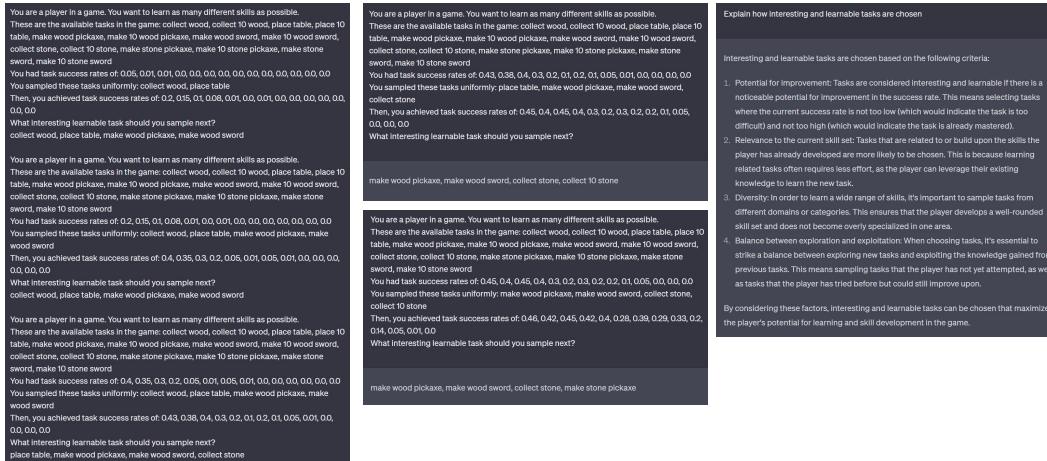 You are a player in a game. You want to learn as many different skills as possible.
These are the available tasks in the game: collect wood, collect 10 wood, place table, place 10
table, make wood pickaxe, make 10 wood pickaxe, make wood sword, make 10 wood sword,
collect stone, collect 10 stone, make stone pickaxe, make 10 stone pickaxe, make stone
sword, make 10 stone sword
You had task success rates of: 0.05, 0.01, 0.01, 0.0, 0.0, 0.0, 0.0, 0.0, 0.0, 0.0, 0.0, 0.0, 0.0, 0.0
You sampled these tasks uniformly: collect wood, place table
Then, you achieved task success rates of: 0.2, 0.15, 0.1, 0.08, 0.01, 0.0, 0.01, 0.0, 0.0, 0.0, 0.0, 0.0,
0.0, 0.0
What interesting learnable task should you sample next?
collect wood, place table, make wood pickaxe, make wood sword
You are a player in a game. You want to learn as many different skills as possible.
These are the available tasks in the game: collect wood, collect 10 wood, place table, place 10
table, make wood pickaxe, make 10 wood pickaxe, make wood sword, make 10 wood sword,
collect stone, collect 10 stone, make stone pickaxe, make 10 stone pickaxe, make stone
sword, make 10 stone sword
You had task success rates of: 0.2, 0.15, 0.1, 0.08, 0.01, 0.0, 0.01, 0.0, 0.0, 0.0, 0.0, 0.0, 0.0, 0.0
You sampled these tasks uniformly: collect wood, place table, make wood pickaxe, make
wood sword
Then, you achieved task success rates of: 0.4, 0.35, 0.3, 0.2, 0.05, 0.01, 0.05, 0.01, 0.0, 0.0, 0.0,
0.0, 0.0, 0.0
What interesting learnable task should you sample next?
collect wood, place table, make wood pickaxe, make wood sword
You are a player in a game. You want to learn as many different skills as possible.
These are the available tasks in the game: collect wood, collect 10 wood, place table, place 10
table, make wood pickaxe, make 10 wood pickaxe, make wood sword, make 10 wood sword,
collect stone, collect 10 stone, make stone pickaxe, make 10 stone pickaxe, make stone
sword, make 10 stone sword
You had task success rates of: 0.4, 0.35, 0.3, 0.2, 0.05, 0.01, 0.05, 0.01, 0.0, 0.0, 0.0, 0.0, 0.0, 0.0
You sampled these tasks uniformly: collect wood, place table, make wood pickaxe, make
wood sword
Then, you achieved task success rates of: 0.43, 0.38, 0.4, 0.3, 0.2, 0.1, 0.2, 0.1, 0.05, 0.01, 0.0,
0.0, 0.0, 0.0
What interesting learnable task should you sample next?
place table, make wood pickaxe, make wood sword, collect stone
You are a player in a game. You want to learn as many different skills as possible.
These are the available tasks in the game: collect wood, collect 10 wood, place table, place 10
table, make wood pickaxe, make 10 wood pickaxe, make wood sword, make 10 wood sword,
collect stone, collect 10 stone, make stone pickaxe, make 10 stone pickaxe, make stone
sword, make 10 stone sword
You had task success rates of: 0.43, 0.38, 0.4, 0.3, 0.2, 0.1, 0.2, 0.1, 0.05, 0.01, 0.0, 0.0, 0.0, 0.0
You sampled these tasks uniformly: place table, make wood pickaxe, make wood sword,
collect stone
Then, you achieved task success rates of: 0.45, 0.4, 0.45, 0.4, 0.3, 0.2, 0.3, 0.2, 0.2, 0.1, 0.05,
0.0, 0.0, 0.0
What interesting learnable task should you sample next?
make wood pickaxe, make wood sword, collect stone, collect 10 stone
You are a player in a game. You want to learn as many different skills as possible.
These are the available tasks in the game: collect wood, collect 10 wood, place table, place 10
table, make wood pickaxe, make 10 wood pickaxe, make wood sword, make 10 wood sword,
collect stone, collect 10 stone, make stone pickaxe, make 10 stone pickaxe, make stone
sword, make 10 stone sword
You had task success rates of: 0.45, 0.4, 0.45, 0.4, 0.3, 0.2, 0.3, 0.2, 0.2, 0.1, 0.05, 0.0, 0.0, 0.0
You sampled these tasks uniformly: make wood pickaxe, make wood sword, collect stone,
collect 10 stone
Then, you achieved task success rates of: 0.46, 0.42, 0.45, 0.42, 0.4, 0.28, 0.39, 0.29, 0.33, 0.2,
0.14, 0.05, 0.01, 0.0
What interesting learnable task should you sample next?
make wood pickaxe, make wood sword, collect stone, make stone pickaxe
Explain how interesting and learnable tasks are chosen
Interesting and learnable tasks are chosen based on the following criteria:
1. Potential for improvement: Tasks are considered interesting and learnable if there is a
noticeable potential for improvement in the success rate. This means selecting tasks
where the current success rate is not too low (which would indicate the task is too
difficult) and not too high (which would indicate the task is already mastered).
2. Relevance to the current skill set: Tasks that are related to or build upon the skills the
player has already developed are more likely to be chosen. This is because learning
related tasks often requires less effort, as the player can leverage their existing
knowledge to learn the new task.
3. Diversity: In order to learn a wide range of skills, it's important to sample tasks from
different domains or categories. This ensures that the player develops a well-rounded
skill set and does not become overly specialized in one area.
4. Balance between exploration and exploitation: When choosing tasks, it's essential to
strike a balance between exploring new tasks and exploiting the knowledge gained from
previous tasks. This means sampling tasks that the player has not yet attempted, as we
as tasks that the player has tried before but could still improve upon.
By considering these factors, interesting and learnable tasks can be chosen that maximize
the player's potential for learning and skill development in the game.